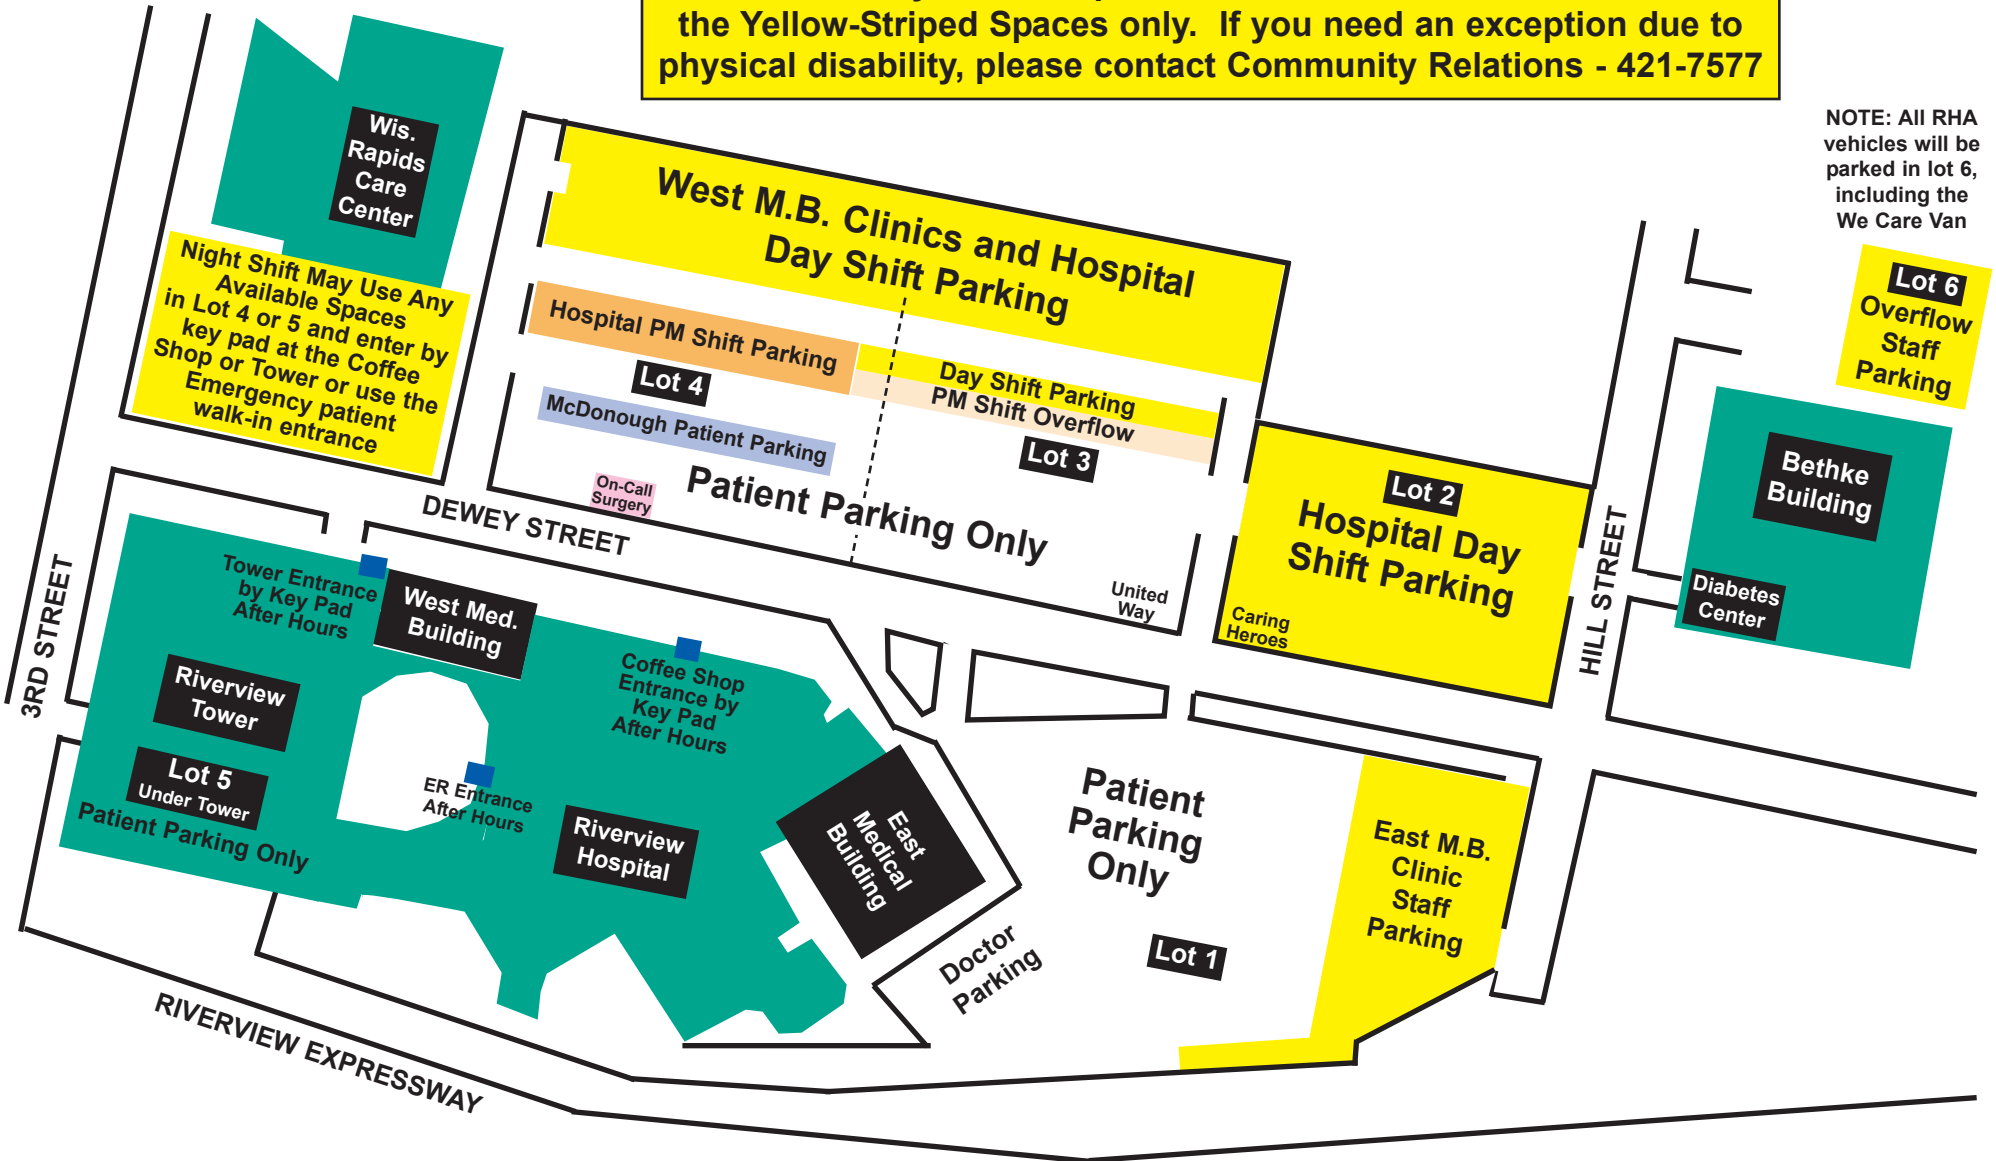 the Yellow-Striped Spaces only. If you need an exception due to
physical disability, please contact Community Relations - 421-7577
NOTE: All RHA
vehicles will be
parked in lot 6,
including the
We Care Van
Lot 6
Overflow
Staff
Parking
Wis.
Rapids
Care
Center
Night Shift May Use Any
Available Spaces
in Lot 4 or 5 and enter by
key pad at the Coffee
Shop or Tower or use the
Emergency patient
walk-in entrance
West M.B. Clinics and Hospital
Day Shift Parking
Hospital PM Shift Parking
Lot 4
McDonough Patient Parking
On-Call
Surgery
Day Shift Parking
PM Shift Overflow
Lot 3
Patient Parking Only
United
Way
Lot 2
Hospital Day
Shift Parking
Caring
Heroes
Bethke
Building
Diabetes
Center
HILL STREET
DEWEY STREET
3RD STREET
Tower Entrance
by Key Pad
After Hours
West Med.
Building
Coffee Shop
Entrance by
Key Pad
After Hours
Riverview
Tower
Lot 5
Under Tower
Patient Parking Only
ER Entrance
After Hours
Riverview
Hospital
East
Medical
Building
Doctor
Parking
Patient
Parking
Only
Lot 1
East M.B.
Clinic
Staff
Parking
RIVERVIEW EXPRESSWAY